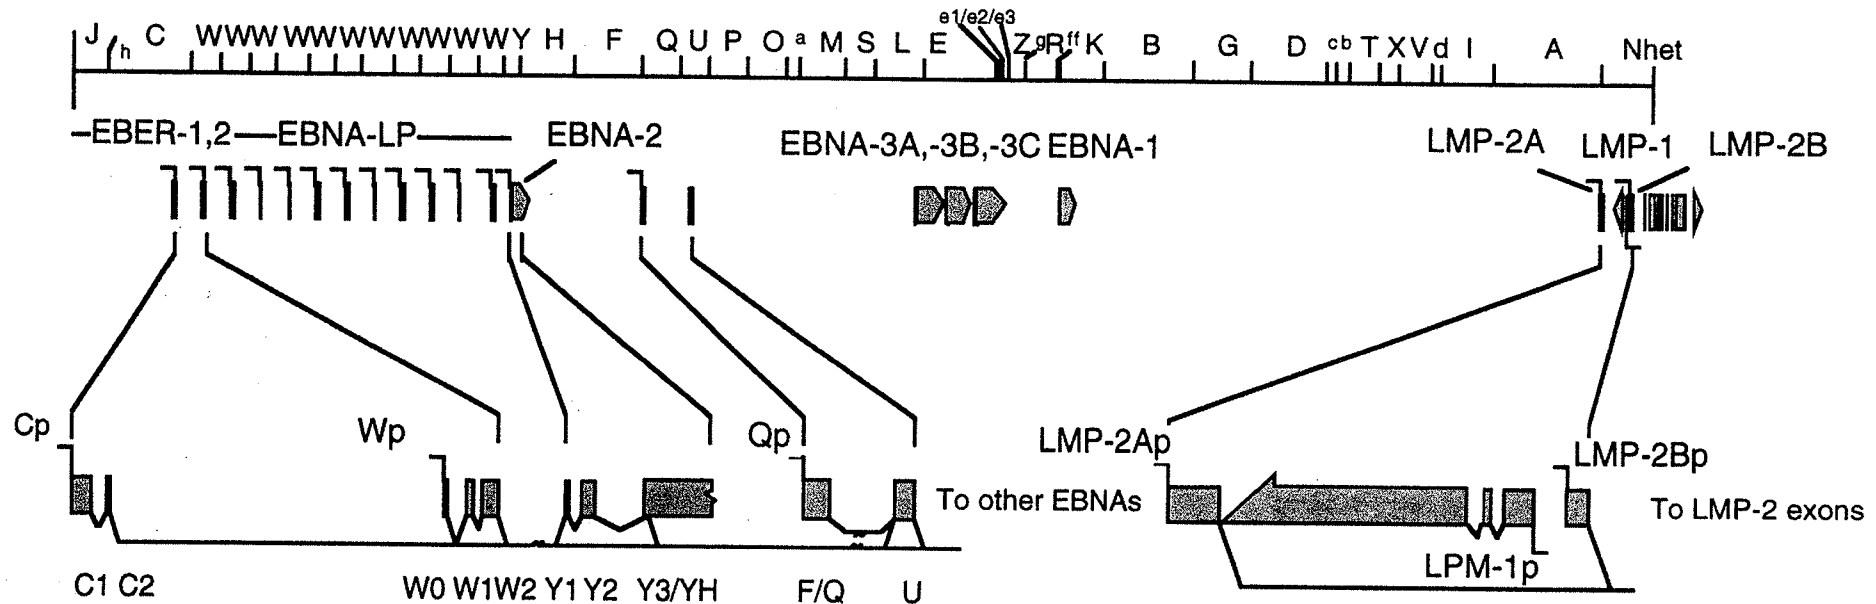 e1/e2/e3
J h C W W W W W W W W W W W Y H F Q U P O a M S L E Z g R ff K B G D c b T X V d I A Nhet
EBER-1,2 EBNA-LP EBNA-2 EBNA-3A,-3B,-3C EBNA-1 LMP-2A LMP-1 LMP-2B
Cp Wp Qp LMP-2Ap LMP-2Bp
To other EBNAs To LMP-2 exons
LPM-1p
C1 C2 W0 W1 W2 Y1 Y2 Y3/YH F/Q U